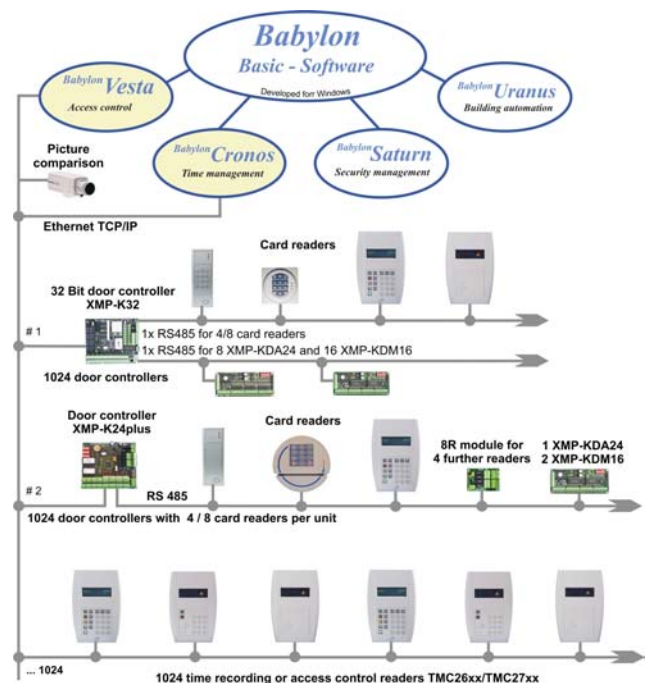 Babylon
Basic - Software
Developed forr Windows
Babylon Vesta
Access control
Babylon Uranus
Building automation
Babylon Cronos
Time management
Babylon Saturn
Security management
Picture
comparison
Ethernet TCP/IP
Card readers
32 Bit door controller
XMP-K32
# 1
1x RS485 for 4/8 card readers
1x RS485 for 8 XMP-KDA24 and 16 XMP-KDM16
1024 door controllers
Door controller
XMP-K24plus
Card readers
8R module for
4 further readers
1 XMP-KDA24
2 XMP-KDM16
# 2
RS 485
1024 door controllers with 4 / 8 card readers per unit
... 1024
1024 time recording or access control readers TMC26xx/TMC27xx